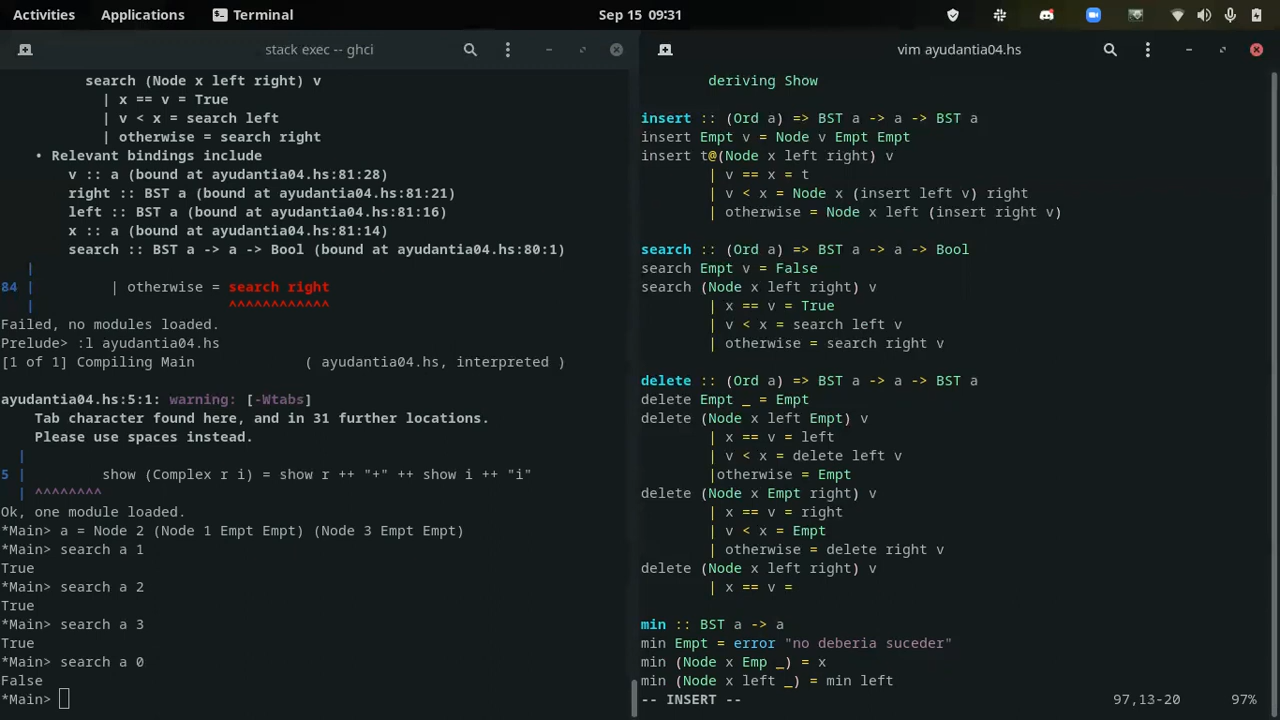 Activities Applications Terminal Sep 15 09:31
stack exec -- ghci
search (Node x left right) v
| x == v = True
| v < x = search left
| otherwise = search right
• Relevant bindings include
v :: a (bound at ayudantia04.hs:81:28)
right :: BST a (bound at ayudantia04.hs:81:21)
left :: BST a (bound at ayudantia04.hs:81:16)
x :: a (bound at ayudantia04.hs:81:14)
search :: BST a -> a -> Bool (bound at ayudantia04.hs:80:1)
|
84 | | otherwise = search right
| ^^^^^^^^^^^^
Failed, no modules loaded.
Prelude> :l ayudantia04.hs
[1 of 1] Compiling Main ( ayudantia04.hs, interpreted )
ayudantia04.hs:5:1: warning: [-Wtabs]
Tab character found here, and in 31 further locations.
Please use spaces instead.
|
5 | show (Complex r i) = show r ++ "+" ++ show i ++ "i"
| ^^^^^^^^
Ok, one module loaded.
*Main> a = Node 2 (Node 1 Empt Empt) (Node 3 Empt Empt)
*Main> search a 1
True
*Main> search a 2
True
*Main> search a 3
True
*Main> search a 0
False
*Main>
vim ayudantia04.hs
deriving Show
insert :: (Ord a) => BST a -> a -> BST a
insert Empt v = Node v Empt Empt
insert t@(Node x left right) v
| v == x = t
| v < x = Node x (insert left v) right
| otherwise = Node x left (insert right v)
search :: (Ord a) => BST a -> a -> Bool
search Empt v = False
search (Node x left right) v
| x == v = True
| v < x = search left v
| otherwise = search right v
delete :: (Ord a) => BST a -> a -> BST a
delete Empt _ = Empt
delete (Node x left Empt) v
| x == v = left
| v < x = delete left v
|otherwise = Empt
delete (Node x Empt right) v
| x == v = right
| v < x = Empt
| otherwise = delete right v
delete (Node x left right) v
| x == v =
min :: BST a -> a
min Empt = error "no deberia suceder"
min (Node x Emp _) = x
min (Node x left _) = min left
-- INSERT -- 97,13-20 97%